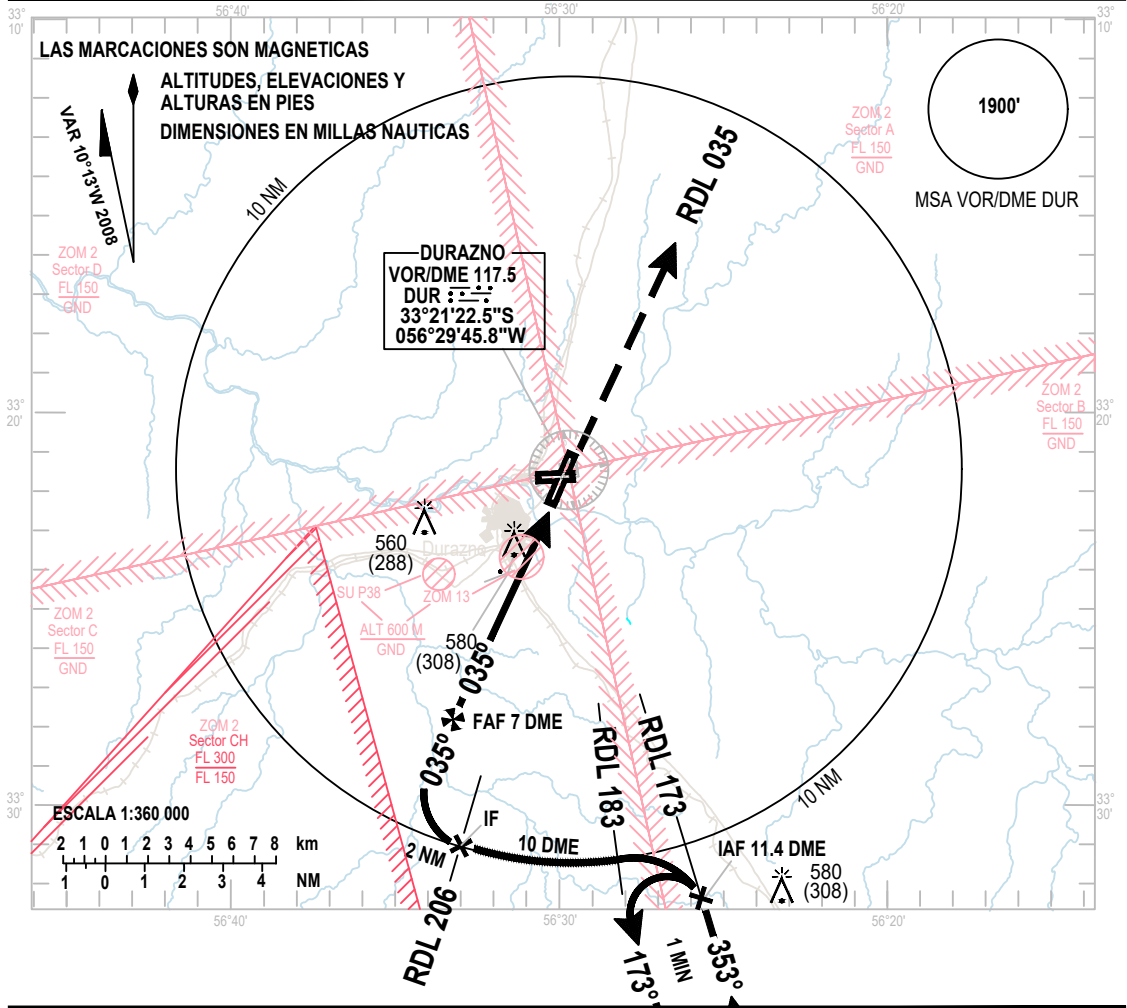 56°40'
56°30'
56°20'
33°
10'
33°
10'
LAS MARCACIONES SON MAGNETICAS
ALTITUDES, ELEVACIONES Y
ALTURAS EN PIES
DIMENSIONES EN MILLAS NAUTICAS
VAR 10°13'W 2008
10 NM
RDL 035
ZOM 2
Sector A
FL 150
GND
1900'
MSA VOR/DME DUR
ZOM 2
Sector D
FL 150
GND
DURAZNO
VOR/DME 117.5
DUR
33°21'22.5"S
056°29'45.8"W
33°
20'
33°
20'
ZOM 2
Sector B
FL 150
GND
560
(288)
Durazno
SU P38
ZOM 13
ALT 600 M
GND
580
(308)
035°
ZOM 2
Sector C
FL 150
GND
FAF 7 DME
035°
ZOM 2
Sector CH
FL 300
FL 150
RDL 183
RDL 173
10 NM
33°
30'
33°
30'
ESCALA 1:360 000
2 1 0 1 2 3 4 5 6 7 8 km
1 0 1 2 3 4 NM
IF
2 NM
10 DME
IAF 11.4 DME
580
(308)
RDL 206
56°40'
56°30'
56°20'
173°
1 MIN
353°